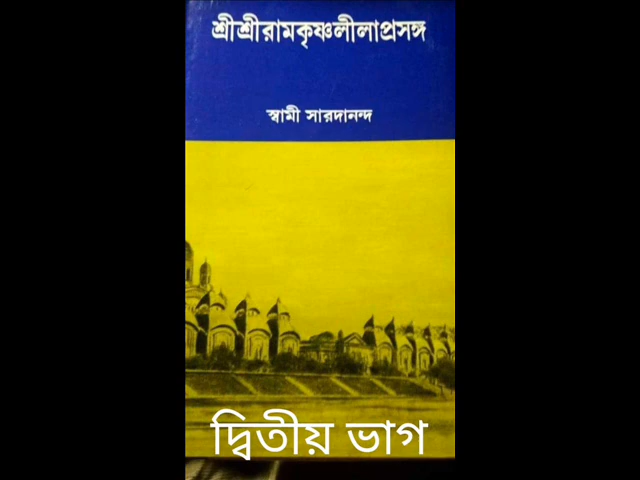 শ্রীশ্রীরামকৃষ্ণলীলাপ্রসঙ্গ
স্বামী সারদানন্দ
দ্বিতীয় ভাগ